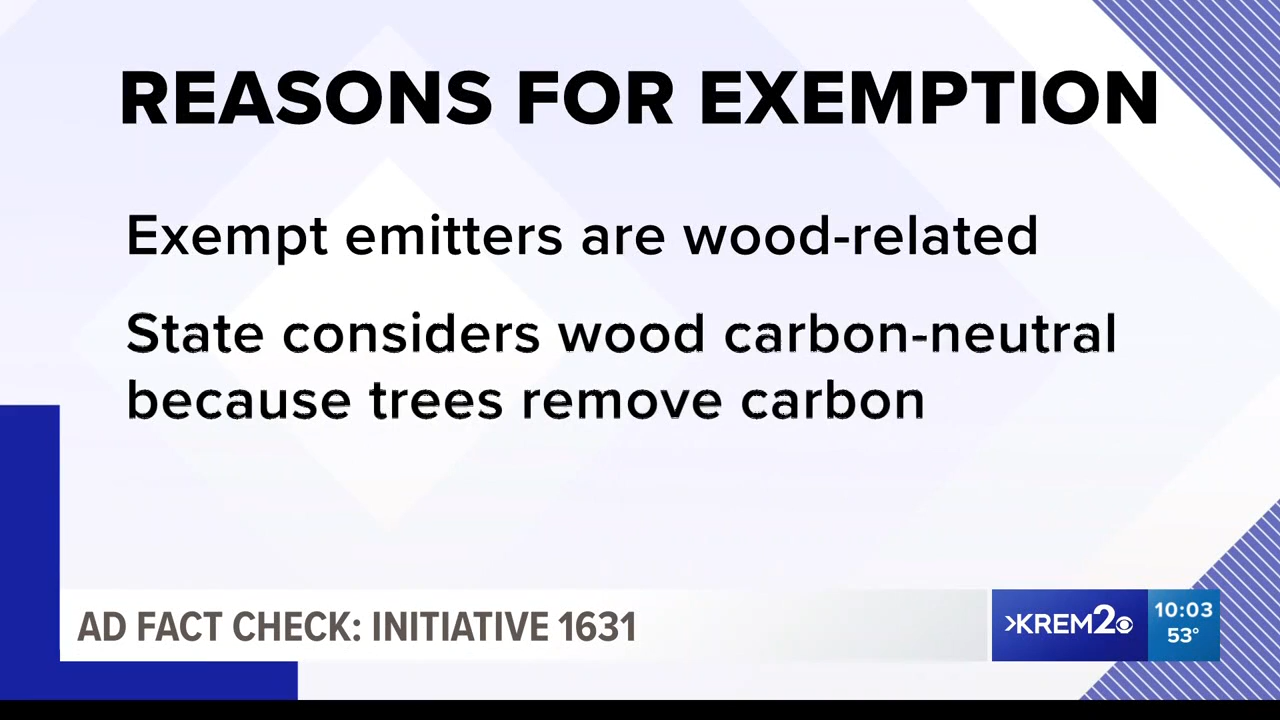 REASONS FOR EXEMPTION
Exempt emitters are wood-related
State considers wood carbon-neutral
because trees remove carbon
AD FACT CHECK: INITIATIVE 1631
KREM2
10:03
53°